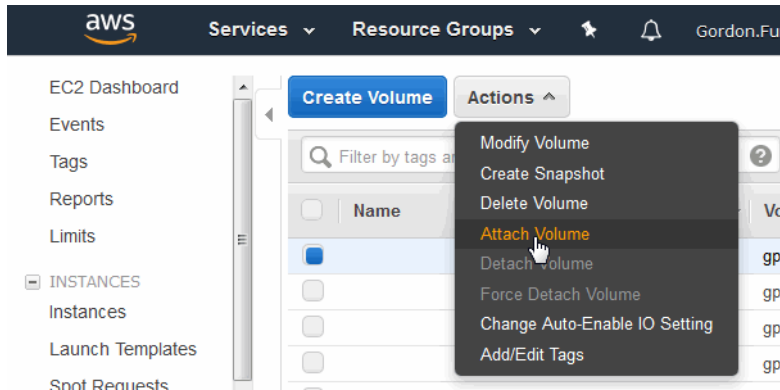 aws Services Resource Groups Gordon.Fu
EC2 Dashboard
Events
Tags
Reports
Limits
INSTANCES
Instances
Launch Templates
Spot Requests
Create Volume Actions
Filter by tags a
Name Vo
Modify Volume
Create Snapshot
Delete Volume
Attach Volume
Detach Volume
Force Detach Volume
Change Auto-Enable IO Setting
Add/Edit Tags
gp
gp
gp
gp